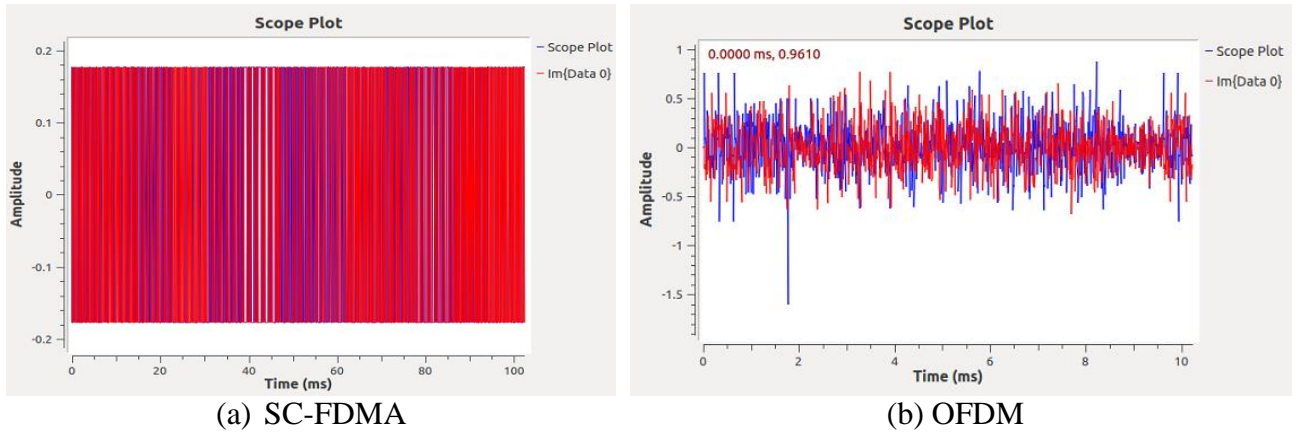 Scope Plot
0.2
0.1
0
-0.1
-0.2
Amplitude
0 20 40 60 80 100
Time (ms)
Scope Plot
Im{Data 0}
(a) SC-FDMA
Scope Plot
0.0000 ms, 0.9610
1
0.5
0
-0.5
-1
-1.5
Amplitude
0 2 4 6 8 10
Time (ms)
Scope Plot
Im{Data 0}
(b) OFDM